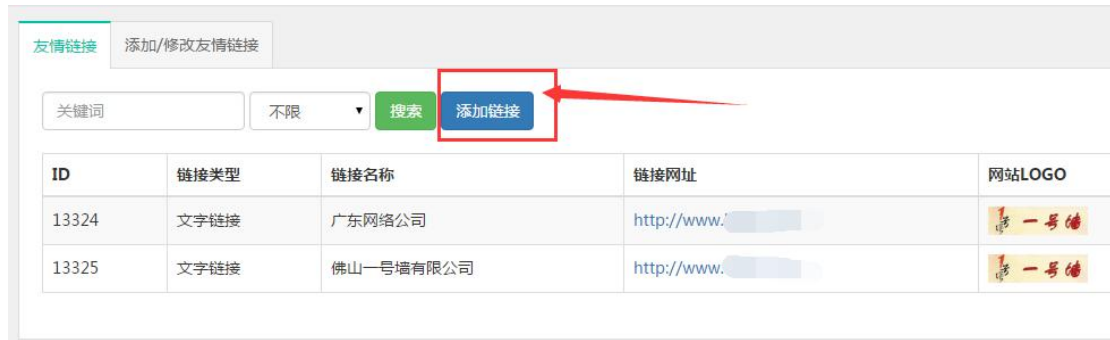 友情链接 添加/修改友情链接
关键词 不限 搜索 添加链接
ID 链接类型 链接名称 链接网址 网站LOGO
13324 文字链接 广东网络公司 http://www. 一号墙
13325 文字链接 佛山一号墙有限公司 http://www. 一号墙